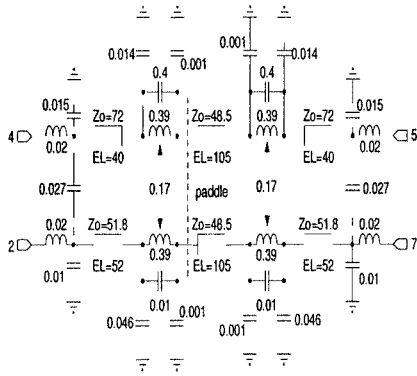 0.014 0.001 0.001 0.014
0.4 0.4
0.015 Zo=72 0.39 Zo=48.5 0.39 Zo=72 0.015
4 5
0.02 EL=40 EL=105 EL=40 0.02
0.027 0.17 paddle 0.17 0.027
0.02 Zo=51.8 Zo=48.5 Zo=51.8 0.02
2 7
EL=52 0.39 EL=105 0.39 EL=52
0.01 0.01 0.01 0.01
0.046 0.001 0.001 0.046